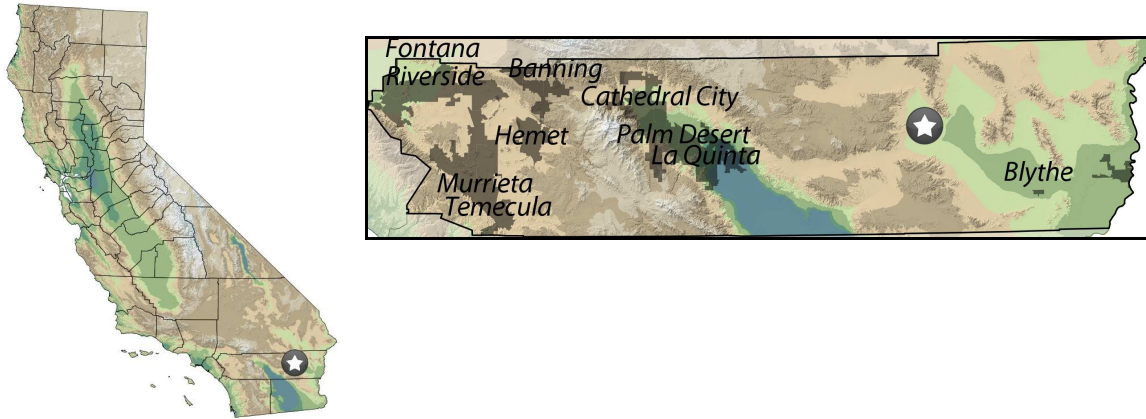 Fontana
Riverside
Banning
Cathedral City
Hemet
Palm Desert
La Quinta
Blythe
Murrieta
Temecula